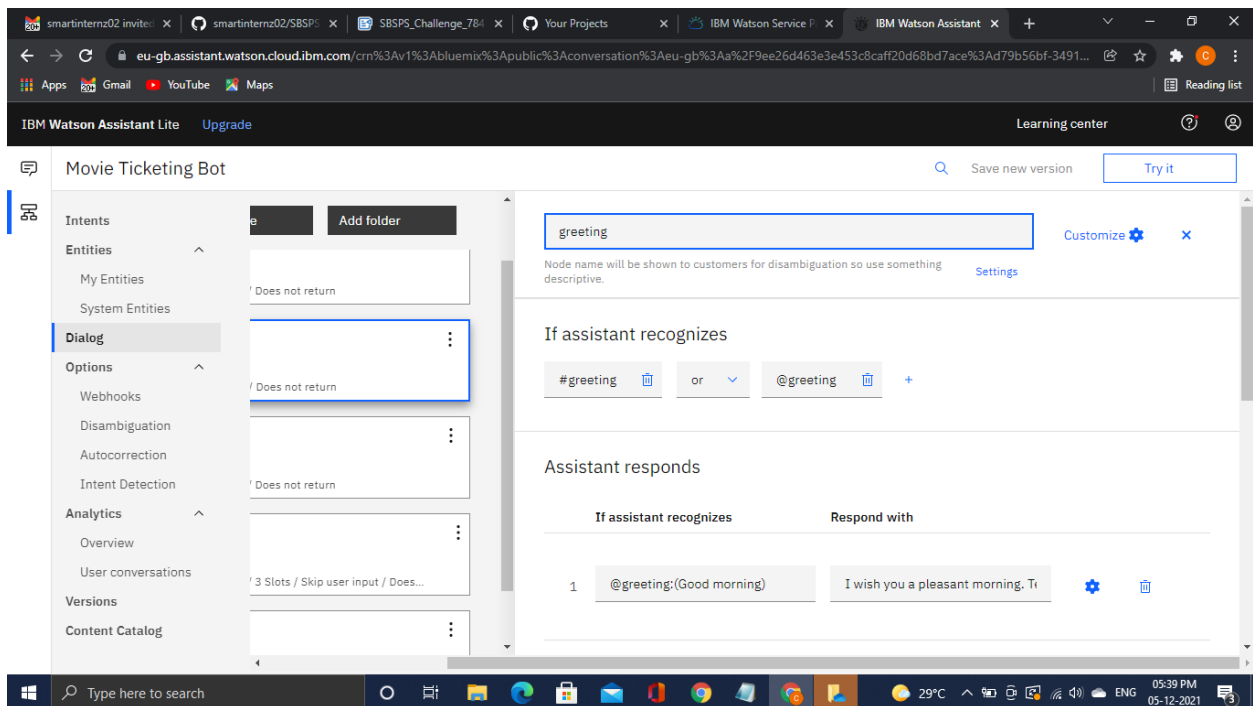 smartinternz02 invited
smartinternz02/SBSPS
SBSPS_Challenge_784
Your Projects
IBM Watson Service P
IBM Watson Assistant
eu-gb.assistant.watson.cloud.ibm.com/crn%3Av1%3Abluemix%3Apublic%3Aconversation%3Aeu-gb%3Aa%2F9ee26d463e3e453c8caff20d68bd7ace%3Ad79b56bf-3491...
Apps Gmail YouTube Maps Reading list
IBM Watson Assistant Lite Upgrade Learning center
Movie Ticketing Bot Save new version Try it
Intents
Entities
My Entities
System Entities
Dialog
Options
Webhooks
Disambiguation
Autocorrection
Intent Detection
Analytics
Overview
User conversations
Versions
Content Catalog
e Add folder
/ Does not return
/ Does not return
/ Does not return
/ 3 Slots / Skip user input / Does...
greeting
Customize
Node name will be shown to customers for disambiguation so use something
descriptive.
Settings
If assistant recognizes
#greeting or @greeting +
Assistant responds
If assistant recognizes Respond with
1 @greeting:(Good morning) I wish you a pleasant morning. Te
Type here to search
29°C ENG
05:39 PM
05-12-2021
3